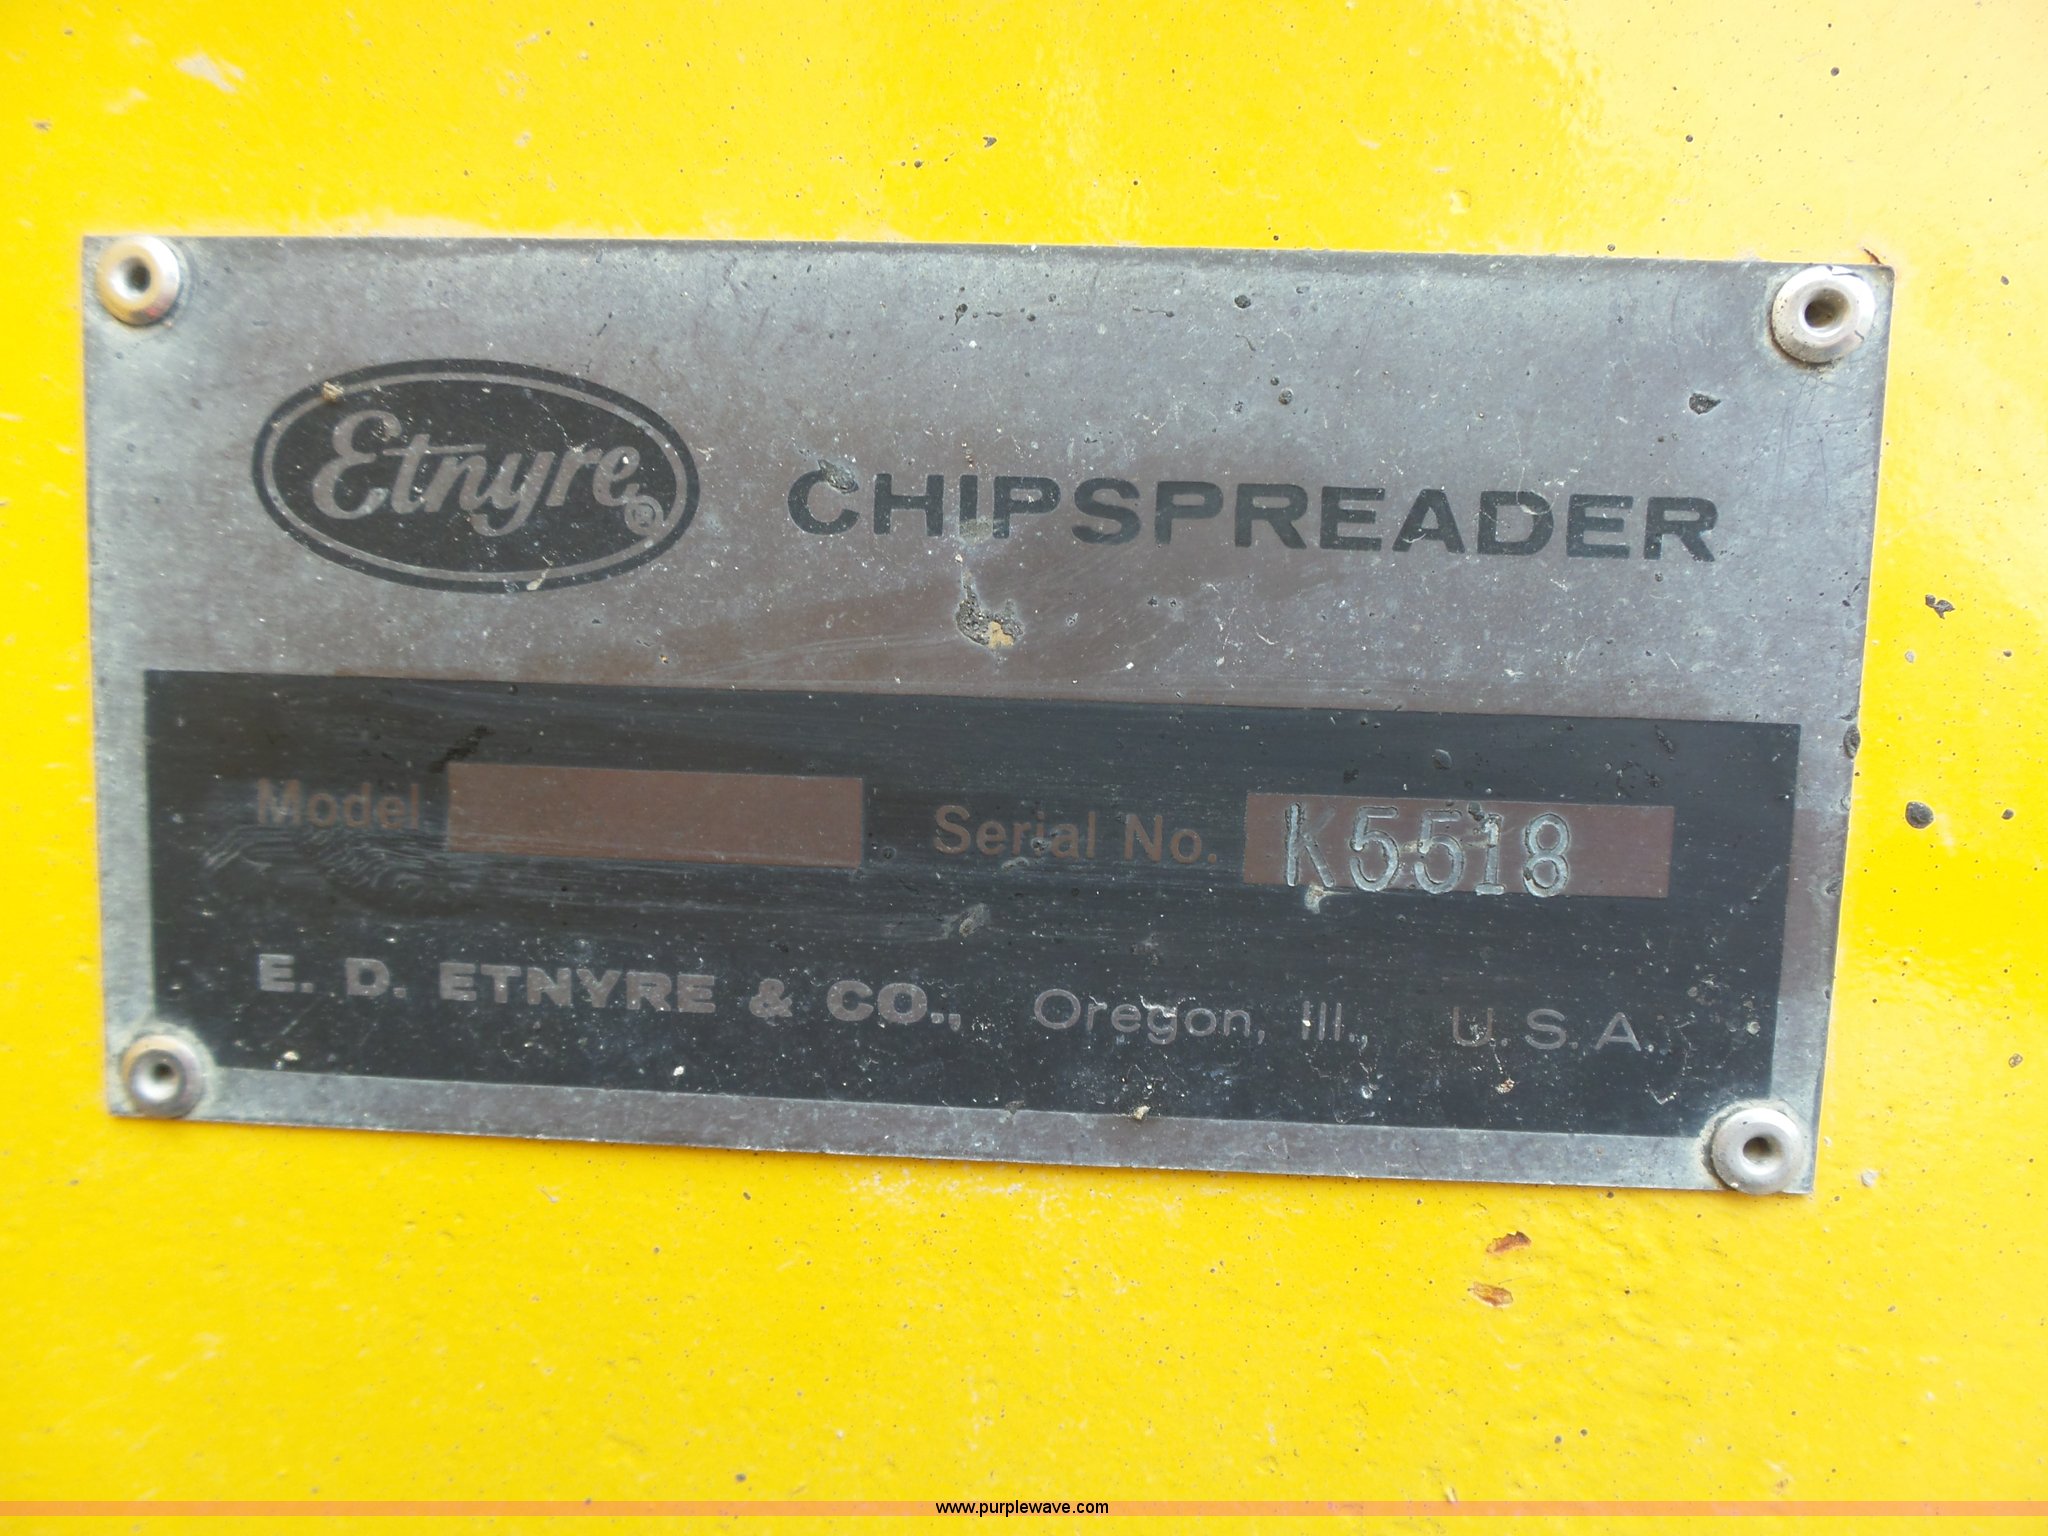 Etnyre® CHIPSPREADER
Model Serial No. K5518
E. D. ETNYRE & CO., Oregon, Ill., U.S.A.
www.purplewave.com